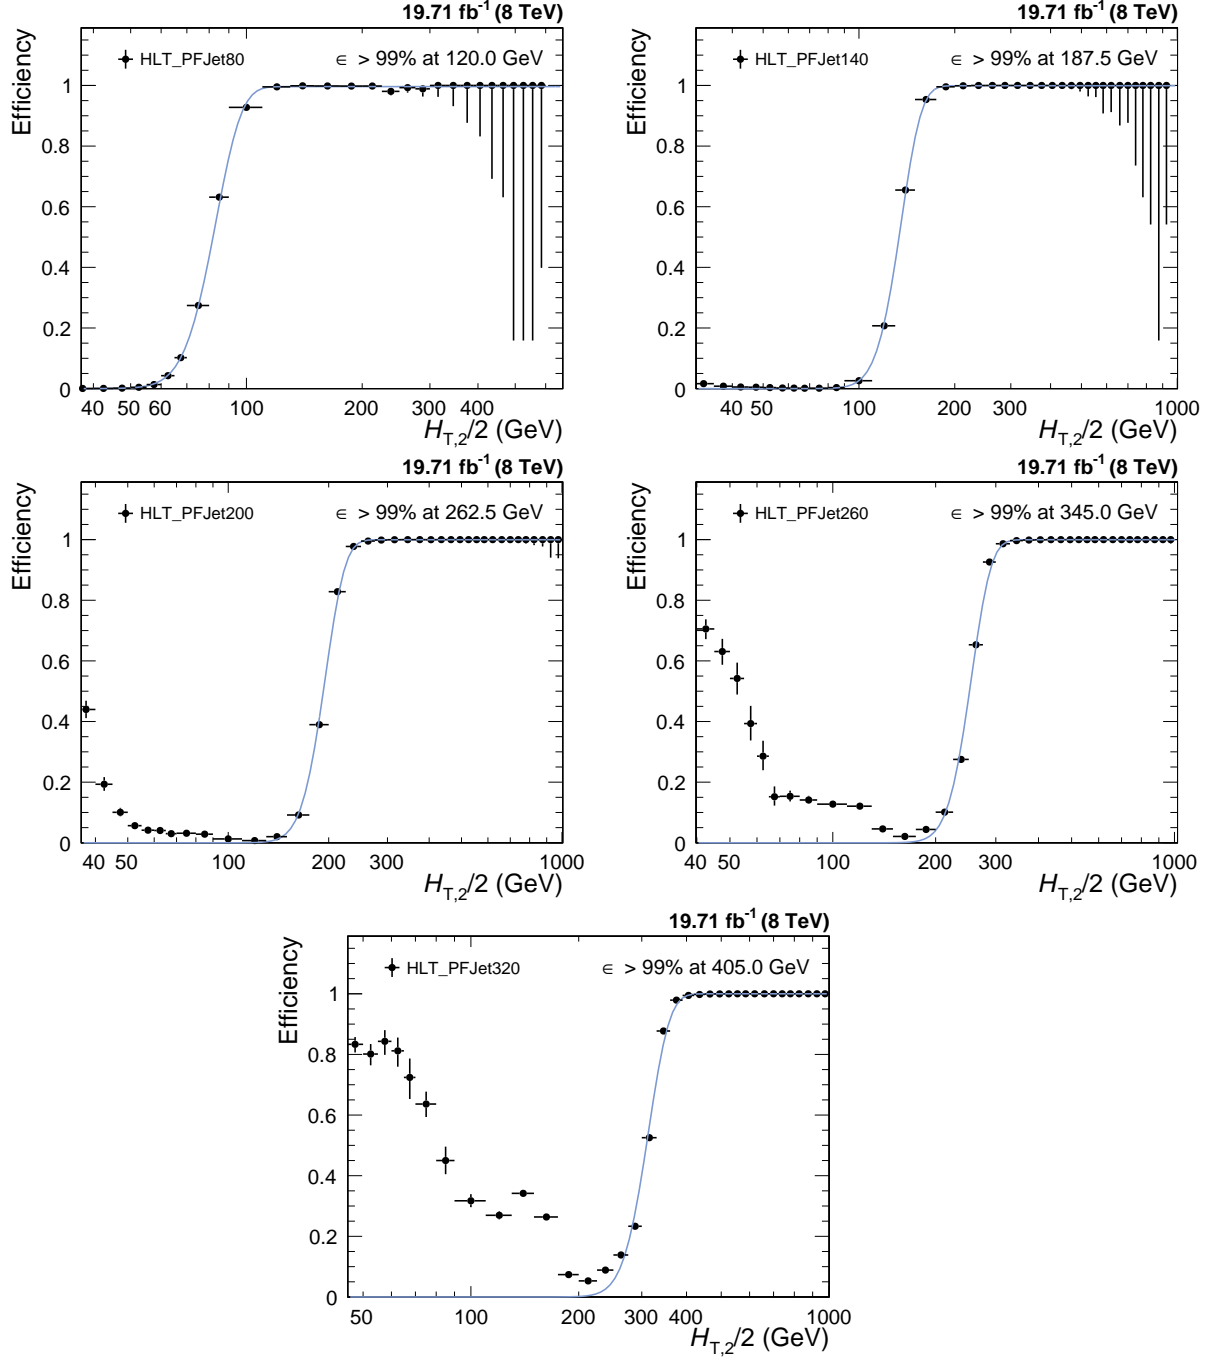 19.71 fb⁻¹ (8 TeV)
HLT_PFJet80
ϵ > 99% at 120.0 GeV
Efficiency
1
0.8
0.6
0.4
0.2
0
40 50 60 100 200 300 400
H_T,2/2 (GeV)
19.71 fb⁻¹ (8 TeV)
HLT_PFJet140
ϵ > 99% at 187.5 GeV
Efficiency
1
0.8
0.6
0.4
0.2
0
40 50 100 200 300 1000
H_T,2/2 (GeV)
19.71 fb⁻¹ (8 TeV)
HLT_PFJet200
ϵ > 99% at 262.5 GeV
Efficiency
1
0.8
0.6
0.4
0.2
0
40 50 100 200 300 1000
H_T,2/2 (GeV)
19.71 fb⁻¹ (8 TeV)
HLT_PFJet260
ϵ > 99% at 345.0 GeV
Efficiency
1
0.8
0.6
0.4
0.2
0
40 50 100 200 300 1000
H_T,2/2 (GeV)
19.71 fb⁻¹ (8 TeV)
HLT_PFJet320
ϵ > 99% at 405.0 GeV
Efficiency
1
0.8
0.6
0.4
0.2
0
50 100 200 300 400 1000
H_T,2/2 (GeV)